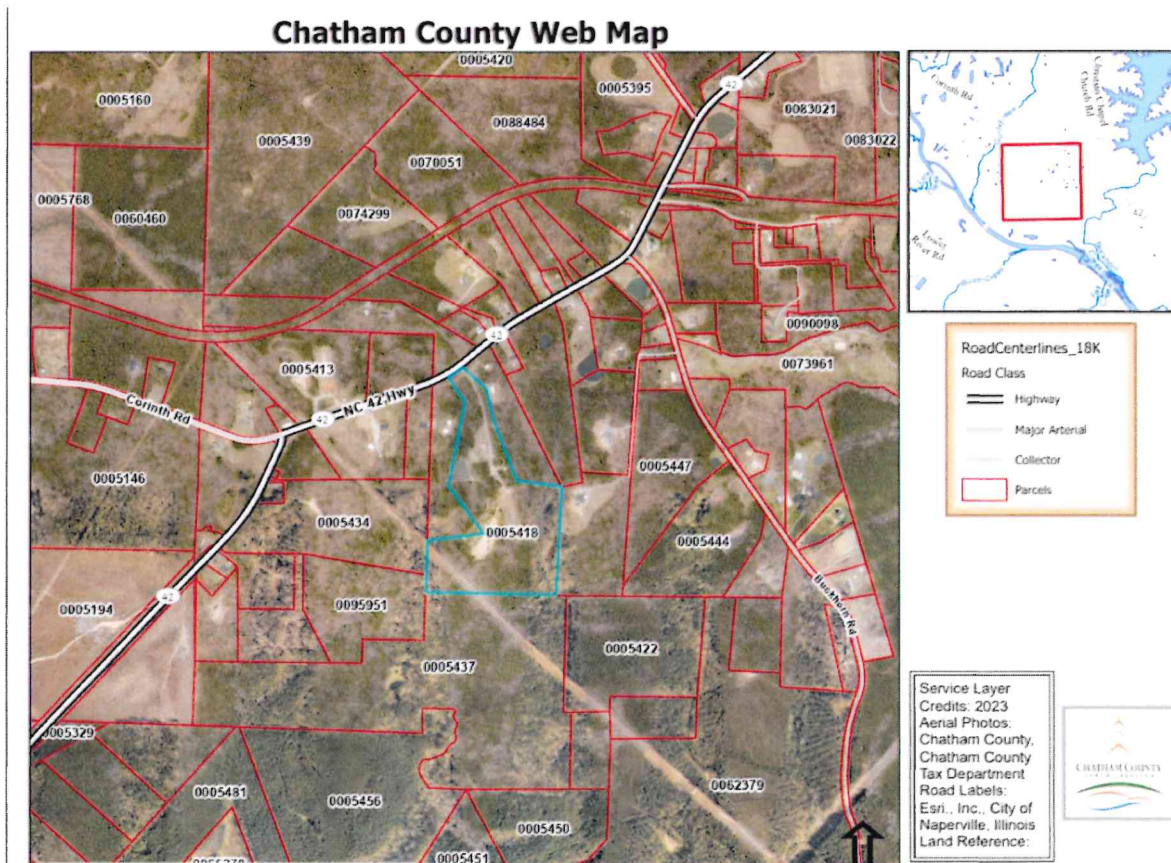 Chatham County Web Map
0005420
0005160
0005395
42
0083021
0088484
0005439
0083022
0070051
0005768
0060460
0074299
42
0090098
0073961
0005413
NC 42 Hwy
42
Corinth Rd
0005146
0005447
0005434
0005418
0005444
0005194
42
0095951
Buckhorn Rd
0005422
0005437
0005329
0062379
0005481
0005456
0005450
0005451
Corinth Rd
Christian Chapel
Church Rd
42
River Rd
RoadCenterlines_18K
Road Class
Highway
Major Arterial
Collector
Parcels
Service Layer
Credits: 2023
Aerial Photos:
Chatham County,
Chatham County
Tax Department
Road Labels:
Esri., Inc., City of
Naperville, Illinois
Land Reference:
CHATHAM COUNTY